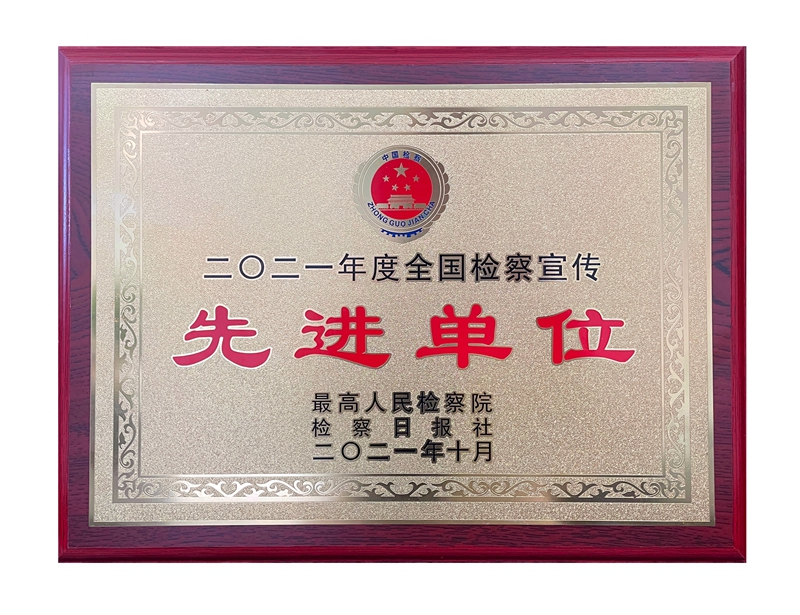 中国检察
ZHONG GUO JIAN CHA
二〇二一年度全国检察宣传
先进单位
最高人民检察院
检察日报社
二〇二一年十月